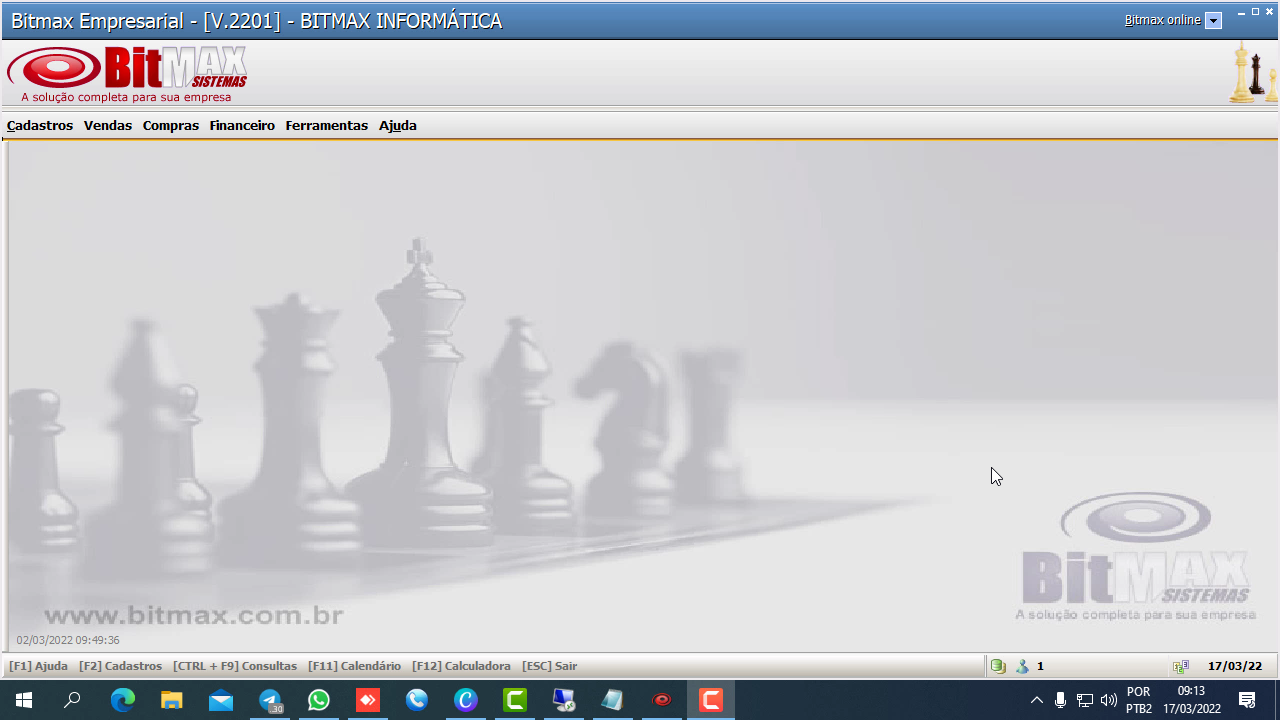 Bitmax Empresarial - [V.2201] - BITMAX INFORMÁTICA
Bitmax online
BitMAX
SISTEMAS
A solução completa para sua empresa
Cadastros Vendas Compras Financeiro Ferramentas Ajuda
www.bitmax.com.br
BitMAX
SISTEMAS
A solução completa para sua empresa
02/03/2022 09:49:36
[F1] Ajuda [F2] Cadastros [CTRL + F9] Consultas [F11] Calendário [F12] Calculadora [ESC] Sair
1
17/03/22
.30
C
C
C
POR
PTB2
09:13
17/03/2022